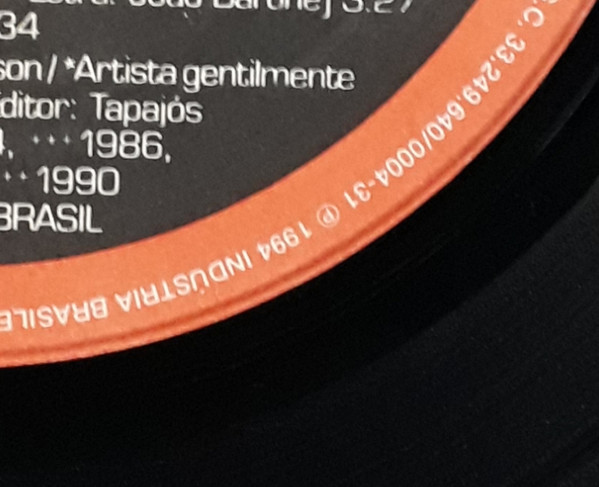 34
son / *Artista gentilmente
ditor: Tapajós
, ··· 1986,
·· 1990
BRASIL
.C. 33.249.640/0004-31 ℗ 1994 INDÚSTRIA BRASILE